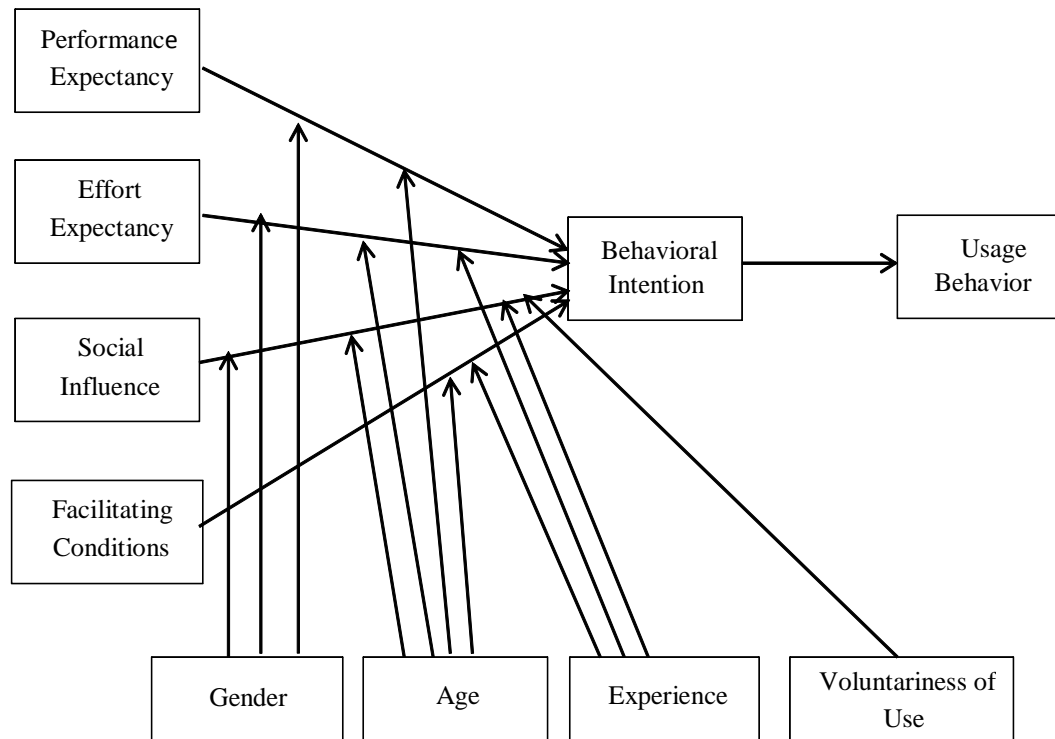 Performance
Expectancy
Effort
Expectancy
Social
Influence
Facilitating
Conditions
Behavioral
Intention
Usage
Behavior
Gender
Age
Experience
Voluntariness of
Use